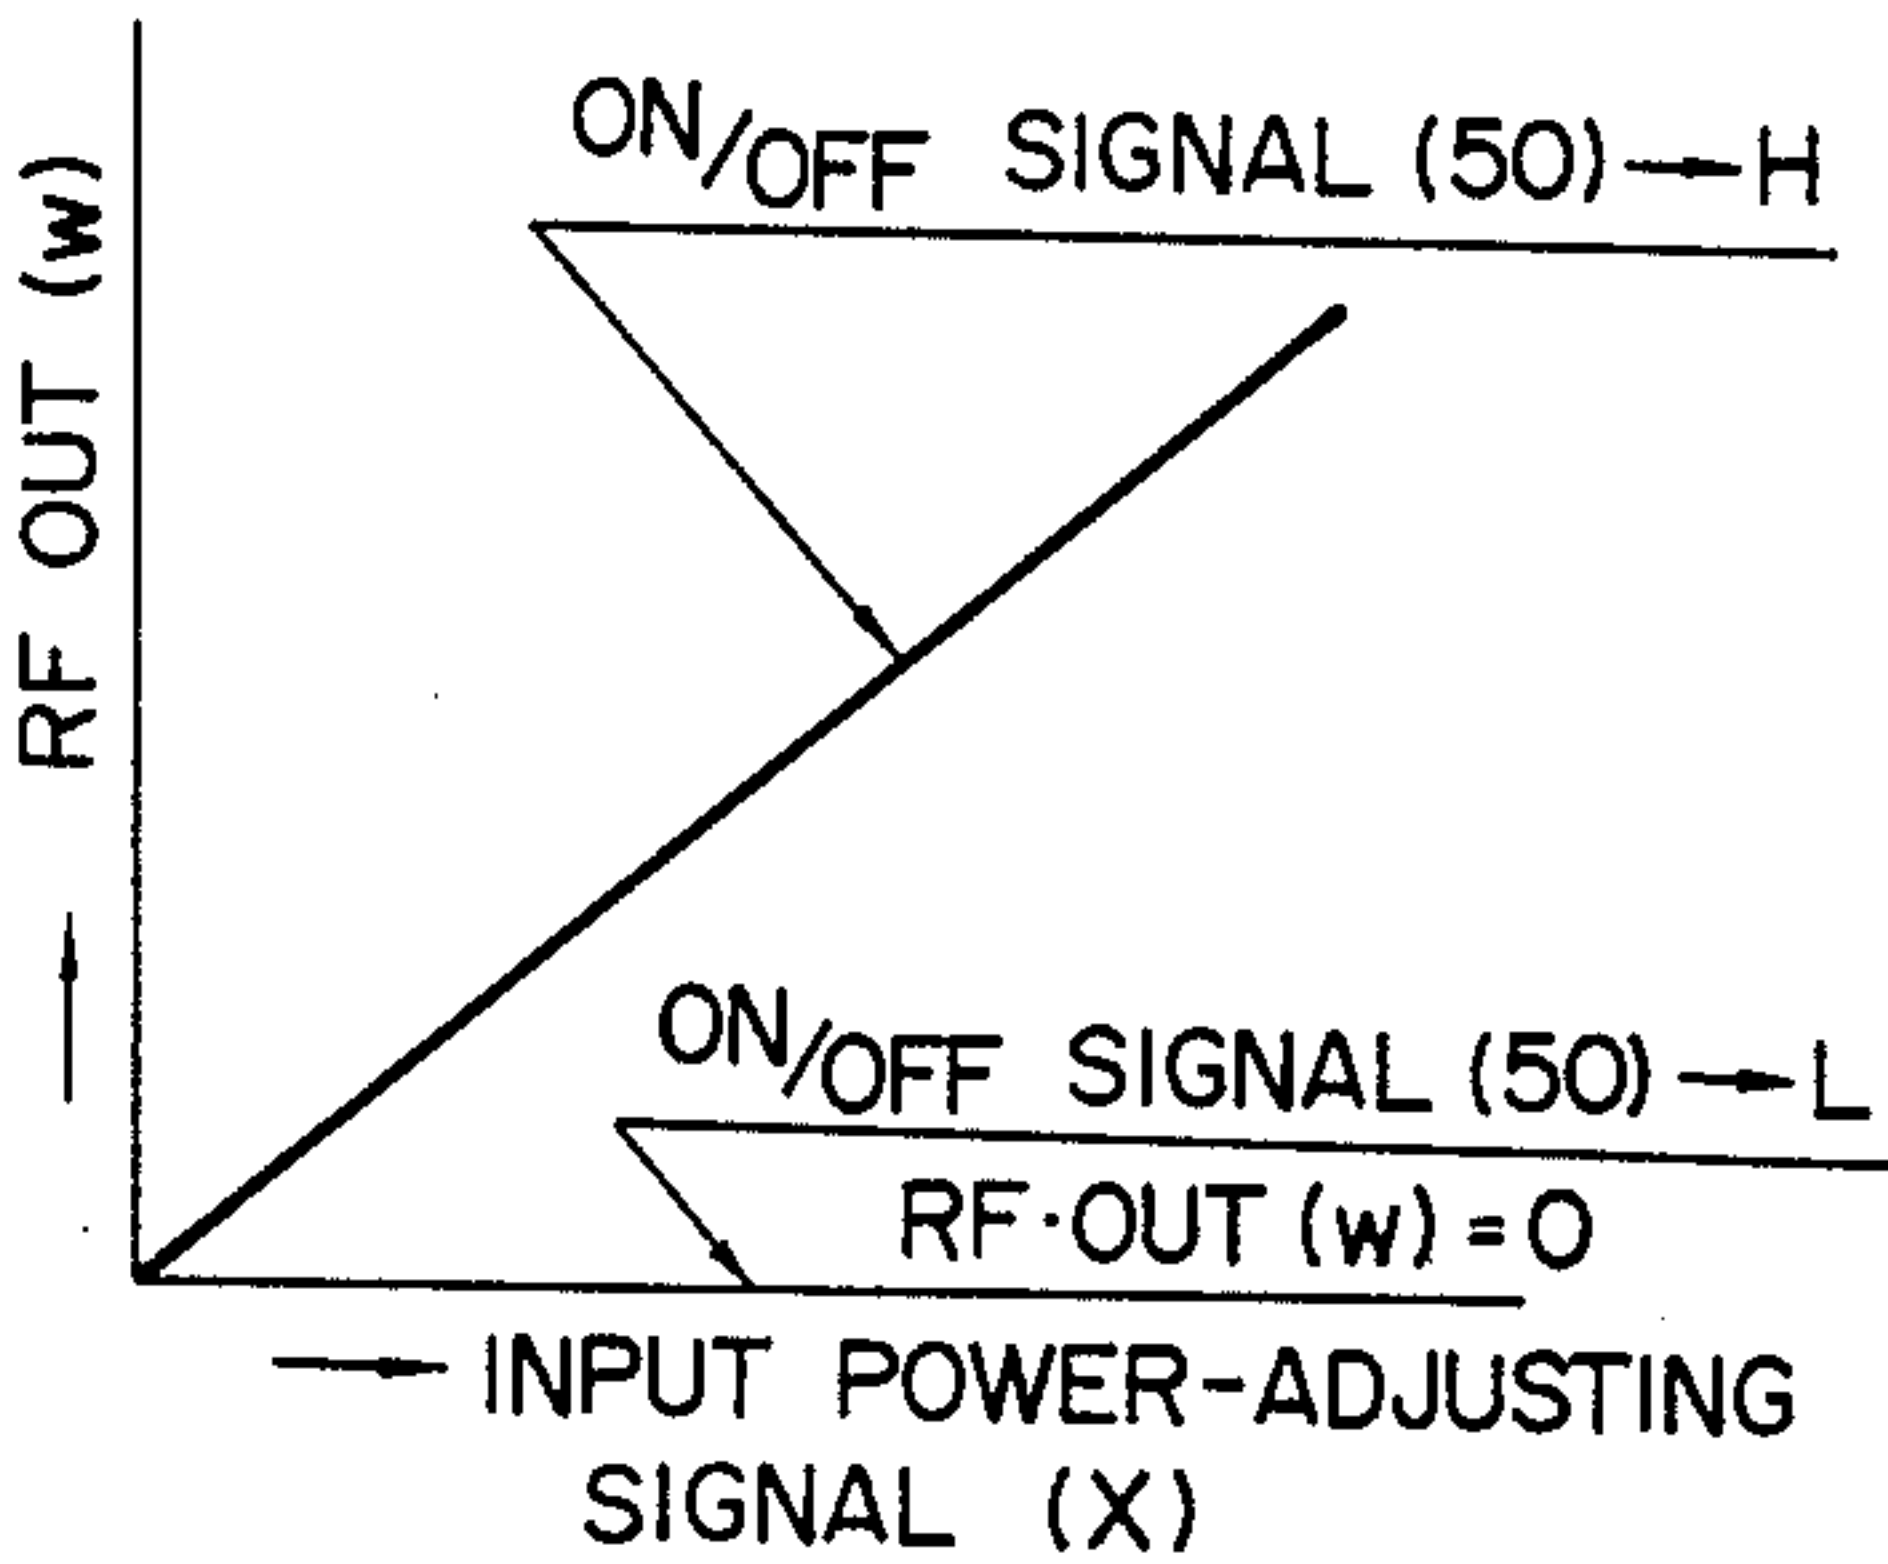 RF OUT (w)
ON/OFF SIGNAL (50)→H
ON/OFF SIGNAL (50)→L
RF·OUT (w) = 0
→ INPUT POWER-ADJUSTING
SIGNAL (X)